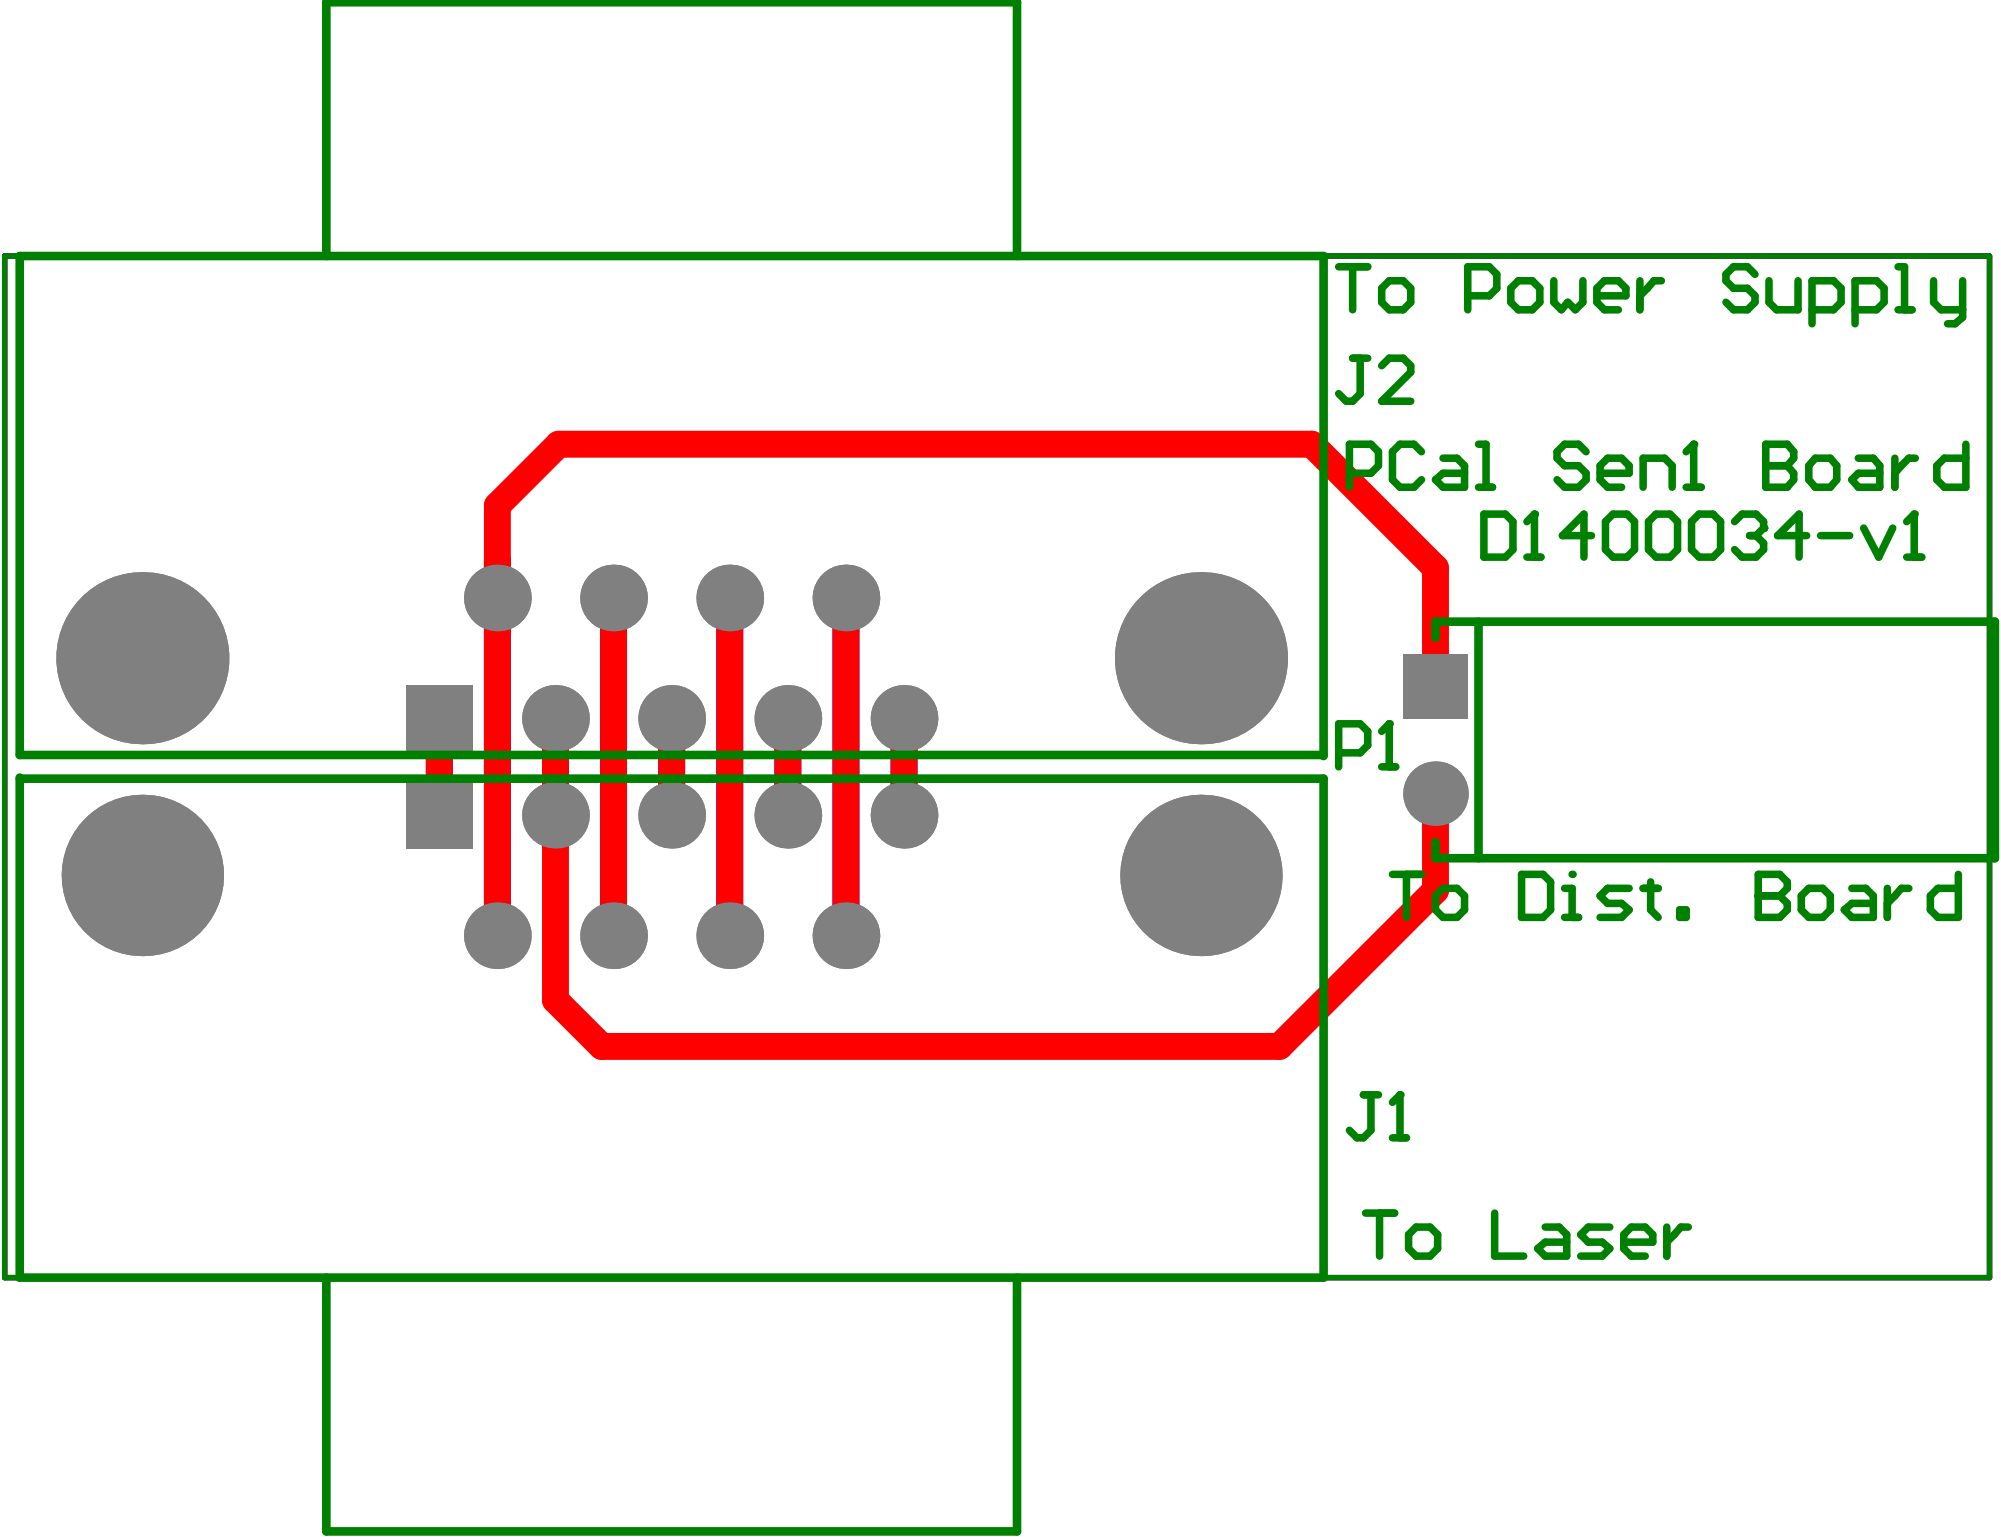 To Power Supply
J2
PCal Sen1 Board
D1400034-v1
P1
To Dist. Board
J1
To Laser